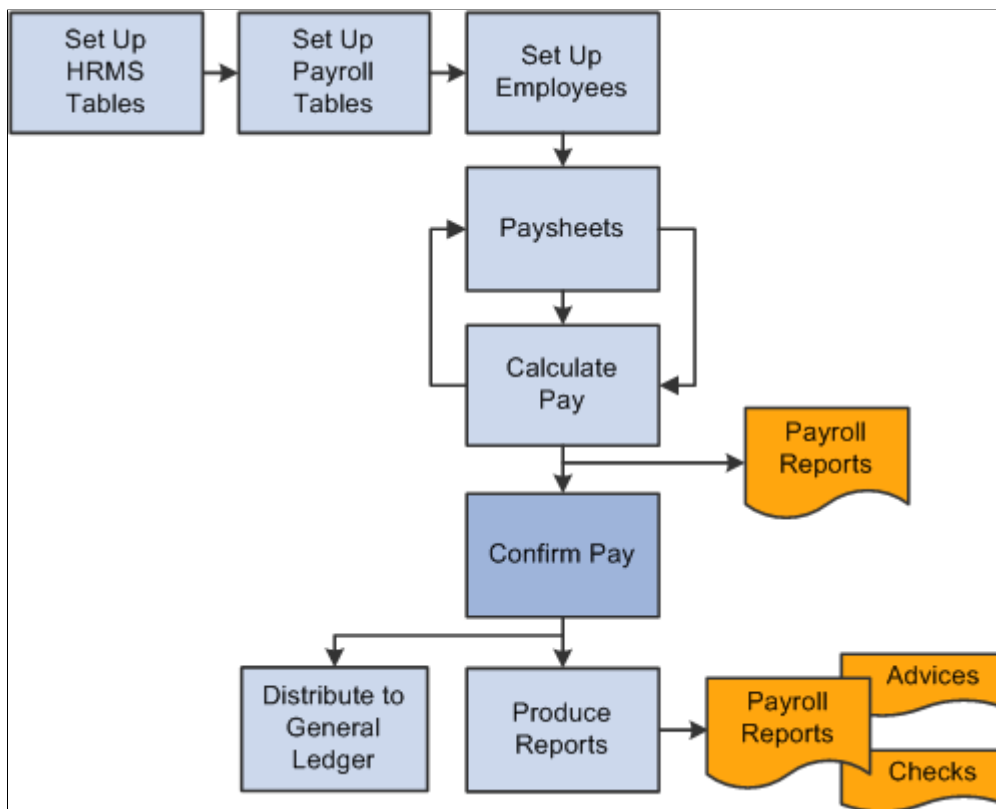 Set Up
HRMS
Tables
Set Up
Payroll
Tables
Set Up
Employees
Paysheets
Calculate
Pay
Payroll
Reports
Confirm Pay
Distribute to
General
Ledger
Produce
Reports
Payroll
Reports
Advices
Checks